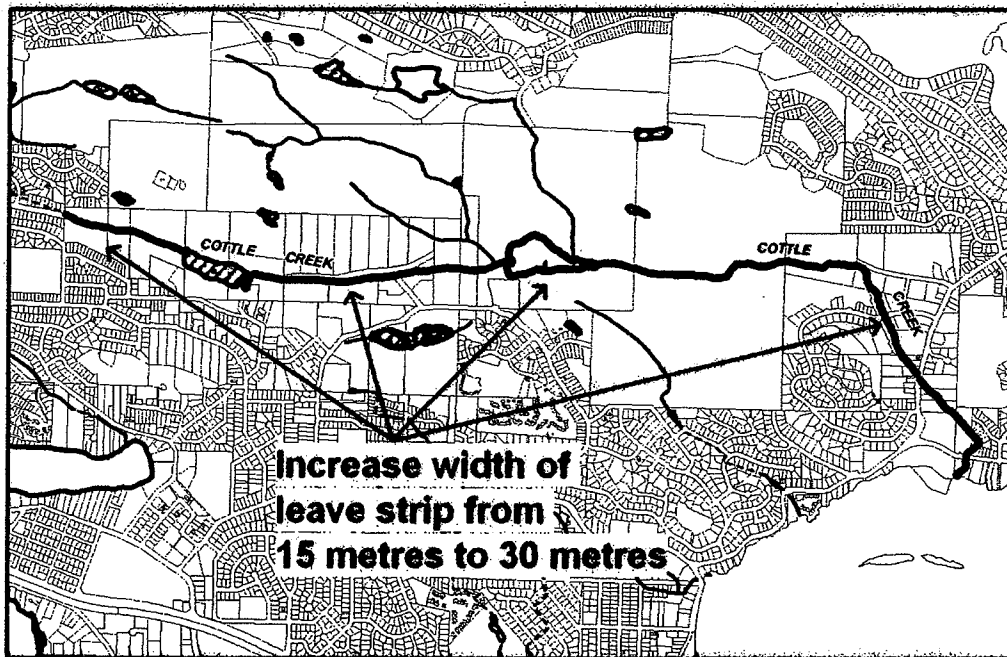 COTTLE
CREEK
COTTLE
CREEK
Increase width of
leave strip from
15 metres to 30 metres